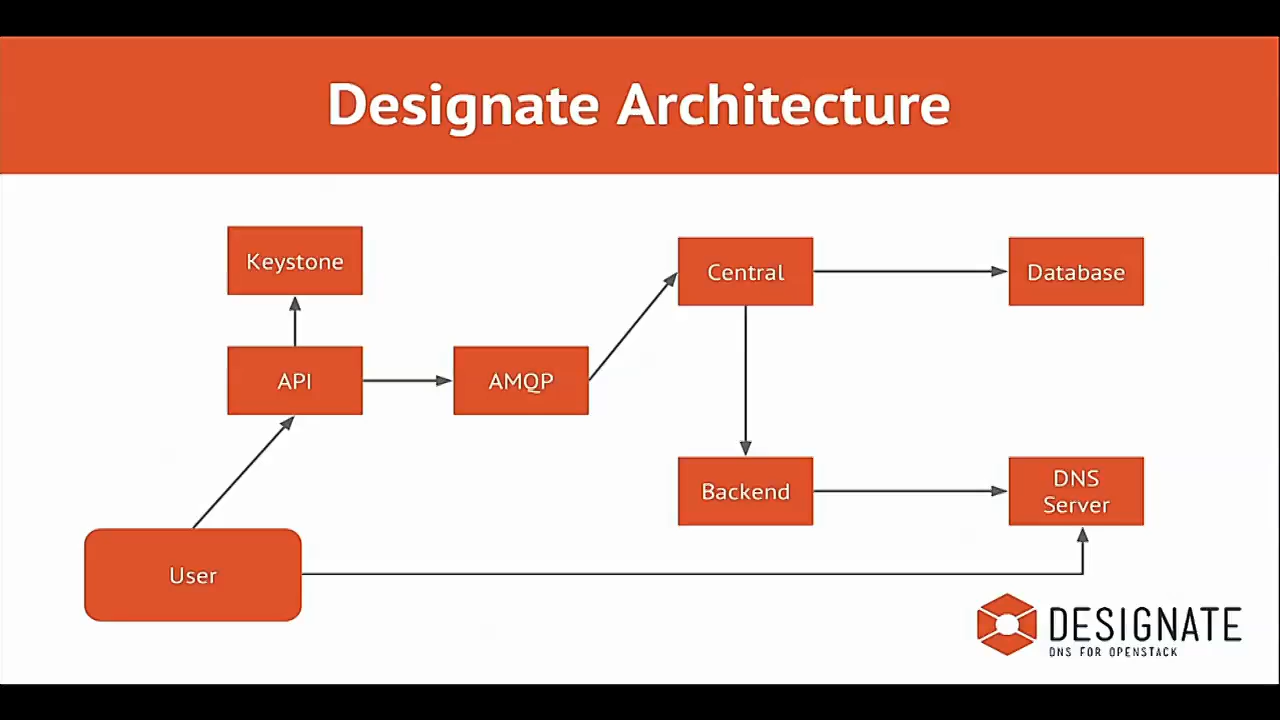 Designate Architecture
Keystone
Central
Database
API
AMQP
Backend
DNS
Server
User
DESIGNATE
DNS FOR OPENSTACK